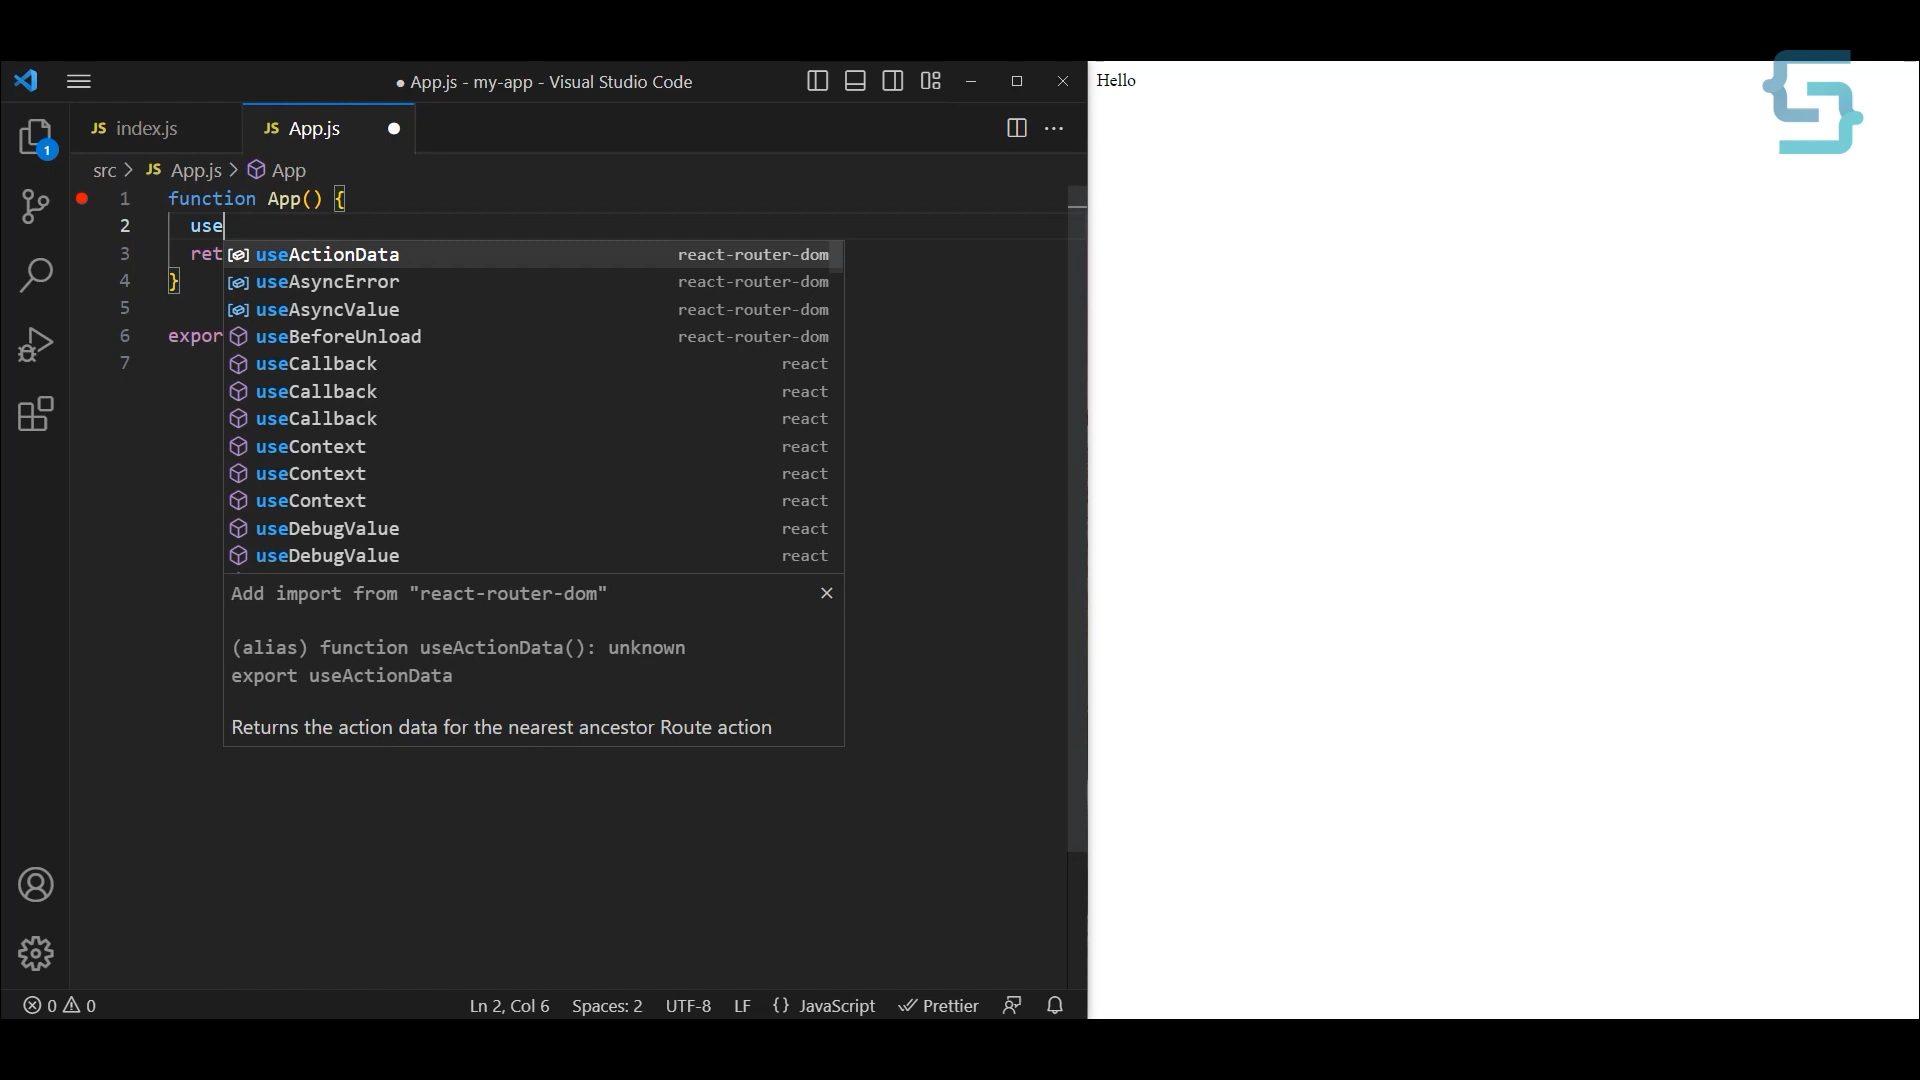 ● App.js - my-app - Visual Studio Code
JS index.js
JS App.js ●
1
src > JS App.js > App
1 function App() {
2 use
3 ret
4 }
5
6 expor
7
useActionData react-router-dom
useAsyncError react-router-dom
useAsyncValue react-router-dom
useBeforeUnload react-router-dom
useCallback react
useCallback react
useCallback react
useContext react
useContext react
useContext react
useDebugValue react
useDebugValue react
Add import from "react-router-dom"
(alias) function useActionData(): unknown
export useActionData
Returns the action data for the nearest ancestor Route action
0 0
Ln 2, Col 6 Spaces: 2 UTF-8 LF {} JavaScript Prettier
Hello